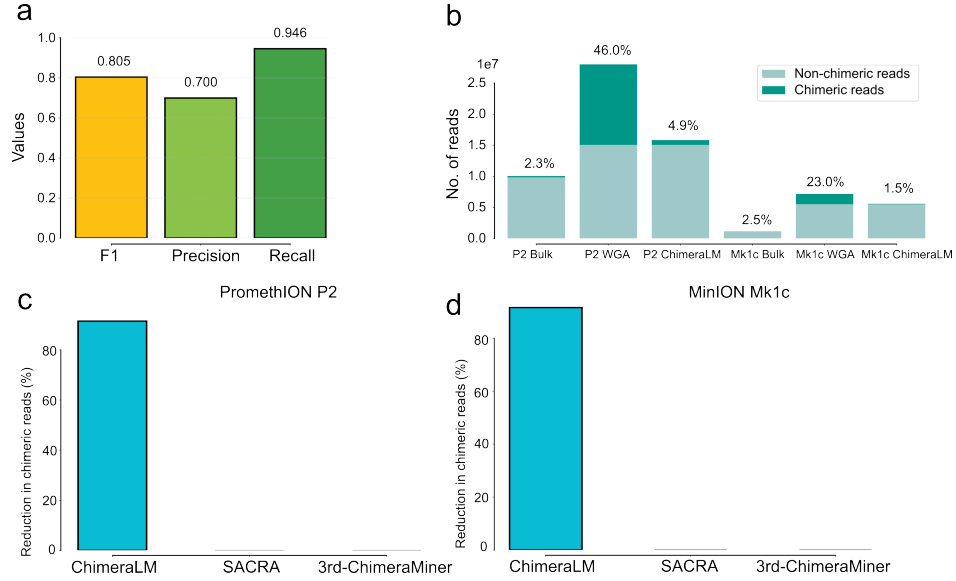 a
0.805
0.700
0.946
1.0
0.8
0.6
0.4
0.2
0.0
Values
F1
Precision
Recall
b
1e7
46.0%
2.3%
4.9%
2.5%
23.0%
1.5%
Non-chimeric reads
Chimeric reads
2.5
2.0
1.5
1.0
0.5
0.0
No. of reads
P2 Bulk
P2 WGA
P2 ChimeraLM
Mk1c Bulk
Mk1c WGA
Mk1c ChimeraLM
c
PromethION P2
80
60
40
20
0
Reduction in chimeric reads (%)
ChimeraLM
SACRA
3rd-ChimeraMiner
d
MinION Mk1c
80
60
40
20
0
Reduction in chimeric reads (%)
ChimeraLM
SACRA
3rd-ChimeraMiner